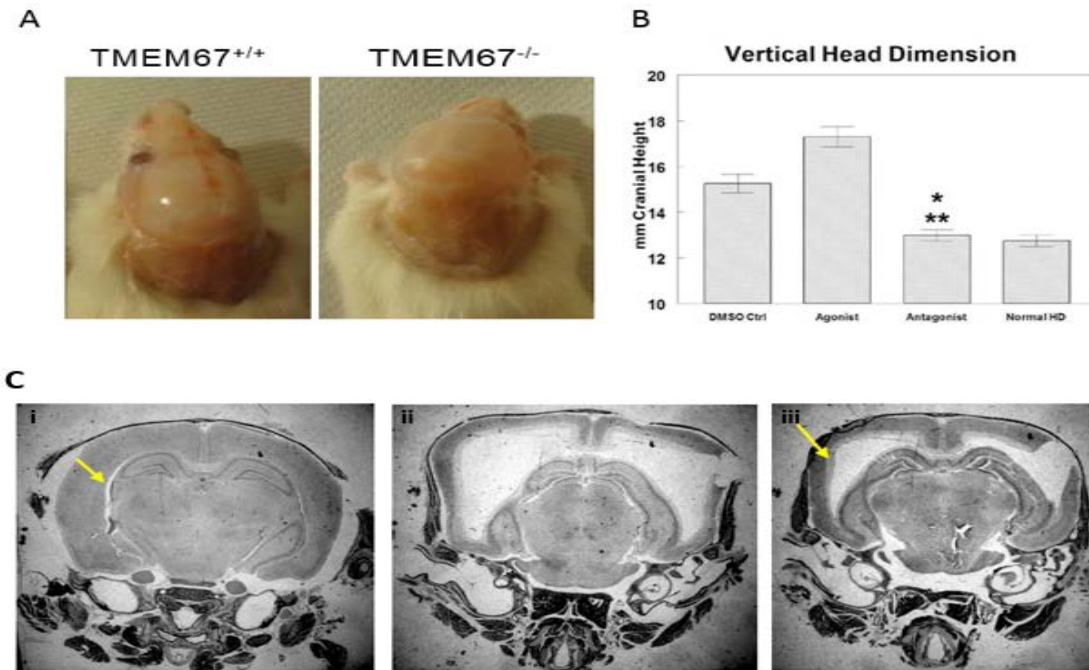 A
TMEM67+/+
TMEM67-/-
B
Vertical Head Dimension
20
18
16
14
12
10
mm Cranial Height
*
**
DMSO Ctrl
Agonist
Antagonist
Normal HD
C
i
ii
iii